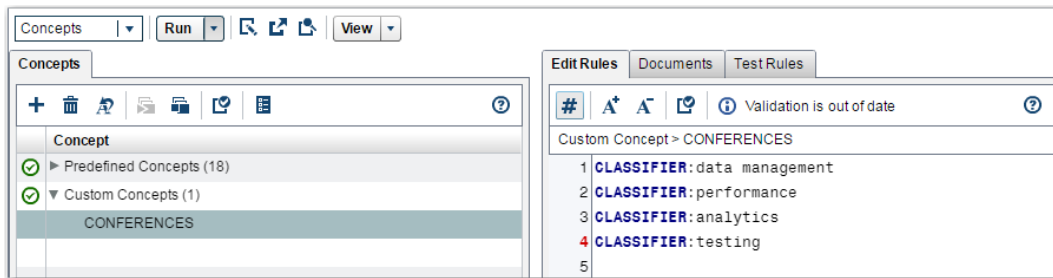 Concepts Run View
Concepts
Concept
Predefined Concepts (18)
Custom Concepts (1)
CONFERENCES
Edit Rules Documents Test Rules
# A+ A- Validation is out of date
Custom Concept > CONFERENCES
1 CLASSIFIER:data management
2 CLASSIFIER:performance
3 CLASSIFIER:analytics
4 CLASSIFIER:testing
5